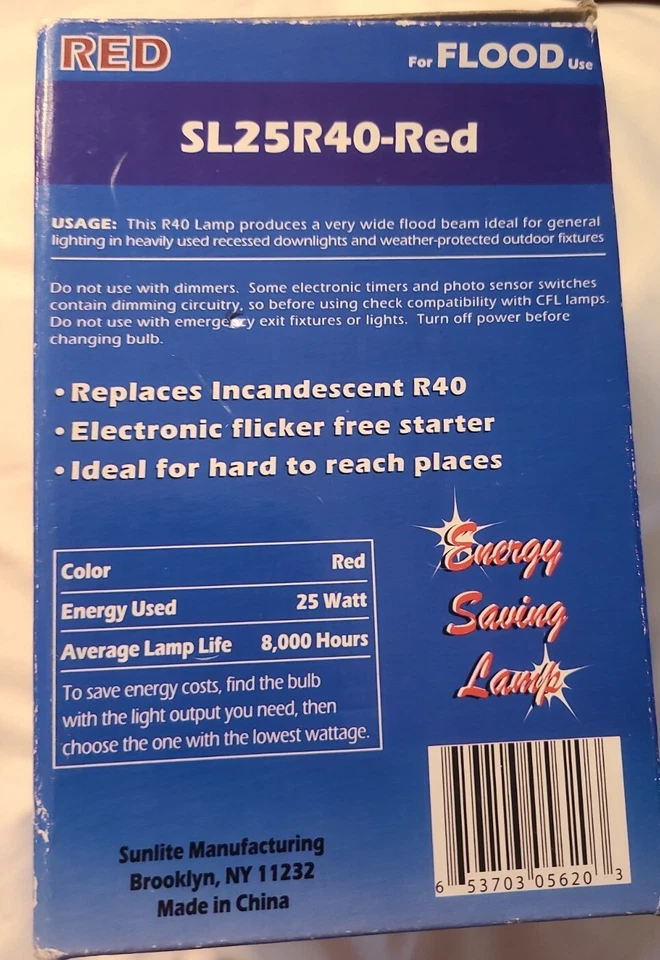 RED
For FLOOD Use
SL25R40-Red
USAGE: This R40 Lamp produces a very wide flood beam ideal for general
lighting in heavily used recessed downlights and weather-protected outdoor fixtures
Do not use with dimmers. Some electronic timers and photo sensor switches
contain dimming circuitry, so before using check compatibility with CFL lamps.
Do not use with emergency exit fixtures or lights. Turn off power before
changing bulb.
• Replaces Incandescent R40
• Electronic flicker free starter
• Ideal for hard to reach places
Color Red
Energy Used 25 Watt
Average Lamp Life 8,000 Hours
To save energy costs, find the bulb
with the light output you need, then
choose the one with the lowest wattage.
Energy
Saving
Lamp
Sunlite Manufacturing
Brooklyn, NY 11232
Made in China
6 53703 05620 3